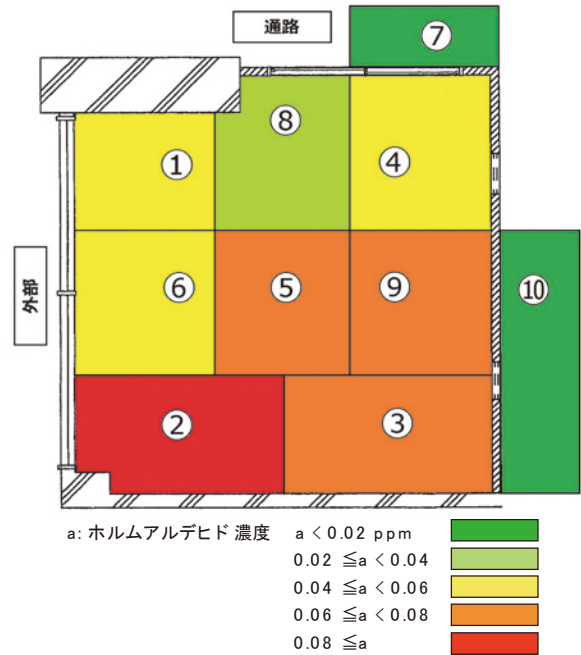 通路
⑦
⑧
①
④
外部
⑥
⑤
⑨
⑩
②
③
a: ホルムアルデヒド 濃度 a < 0.02 ppm
0.02 ≦a < 0.04
0.04 ≦a < 0.06
0.06 ≦a < 0.08
0.08 ≦a